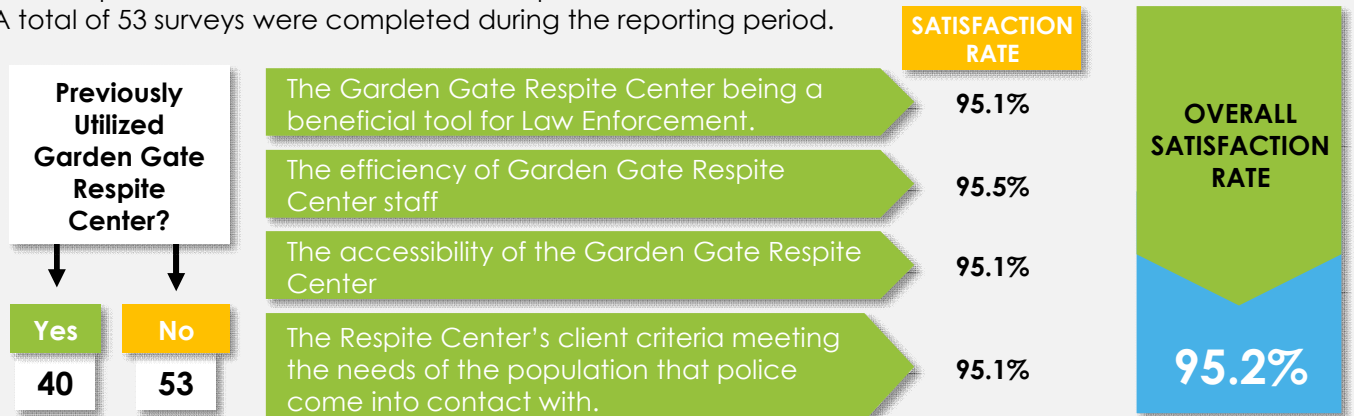 A total of 53 surveys were completed during the reporting period.
SATISFACTION
RATE
Previously
Utilized
Garden Gate
Respite
Center?
Yes
No
40
53
The Garden Gate Respite Center being a
beneficial tool for Law Enforcement.
95.1%
The efficiency of Garden Gate Respite
Center staff
95.5%
The accessibility of the Garden Gate Respite
Center
95.1%
The Respite Center’s client criteria meeting
the needs of the population that police
come into contact with.
95.1%
OVERALL
SATISFACTION
RATE
95.2%